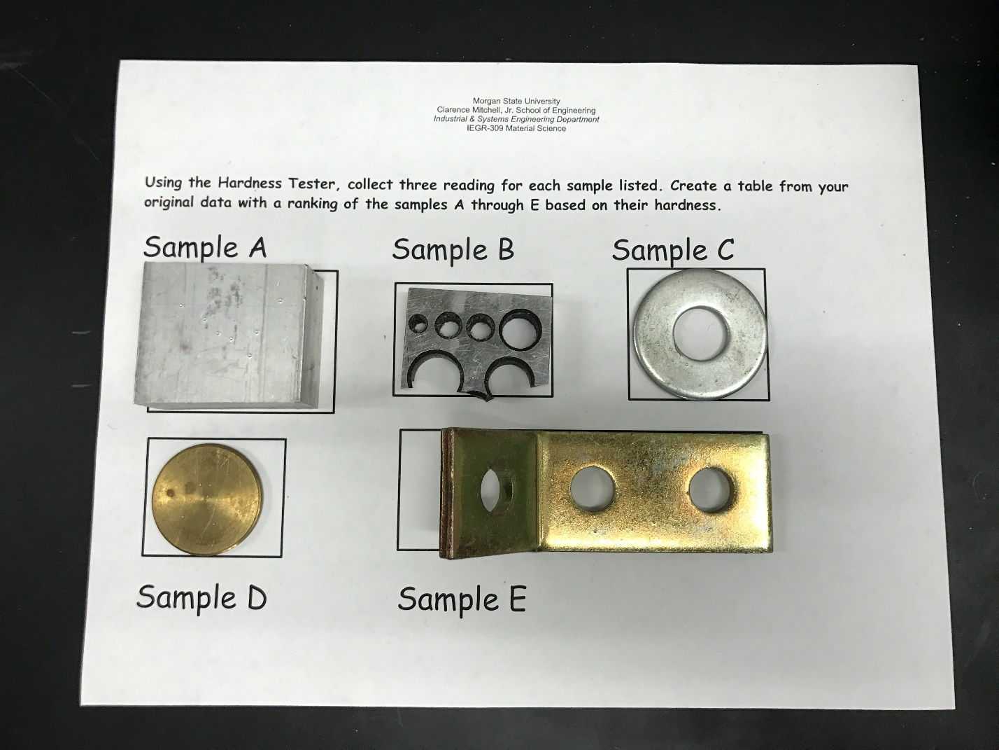 Morgan State University
Clarence Mitchell, Jr. School of Engineering
Industrial & Systems Engineering Department
IEGR-309 Material Science
Using the Hardness Tester, collect three reading for each sample listed. Create a table from your
original data with a ranking of the samples A through E based on their hardness.
Sample A
Sample B
Sample C
Sample D
Sample E